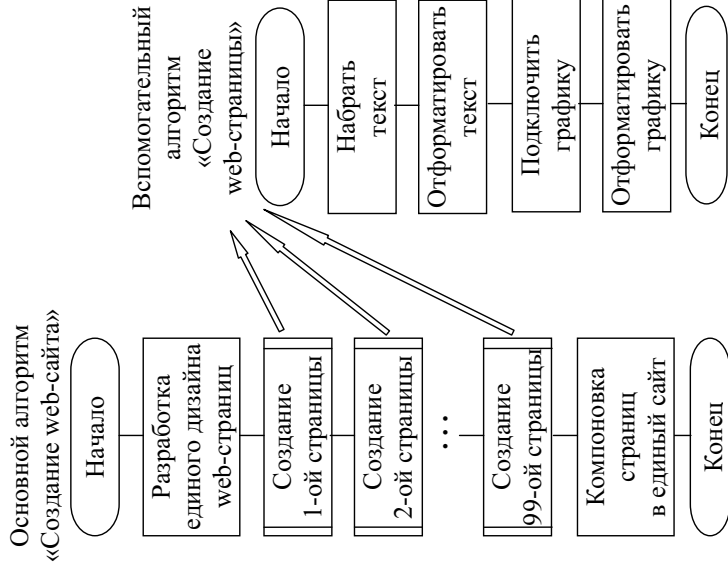 Основной алгоритм
«Создание web-сайта»
Начало
Разработка
единого дизайна
web-страниц
Создание
1-ой страницы
Создание
2-ой страницы
...
Создание
99-ой страницы
Компоновка
страниц
в единый сайт
Конец
Вспомогательный
алгоритм
«Создание
web-страницы»
Начало
Набрать
текст
Отформатировать
текст
Подключить
графику
Отформатировать
графику
Конец